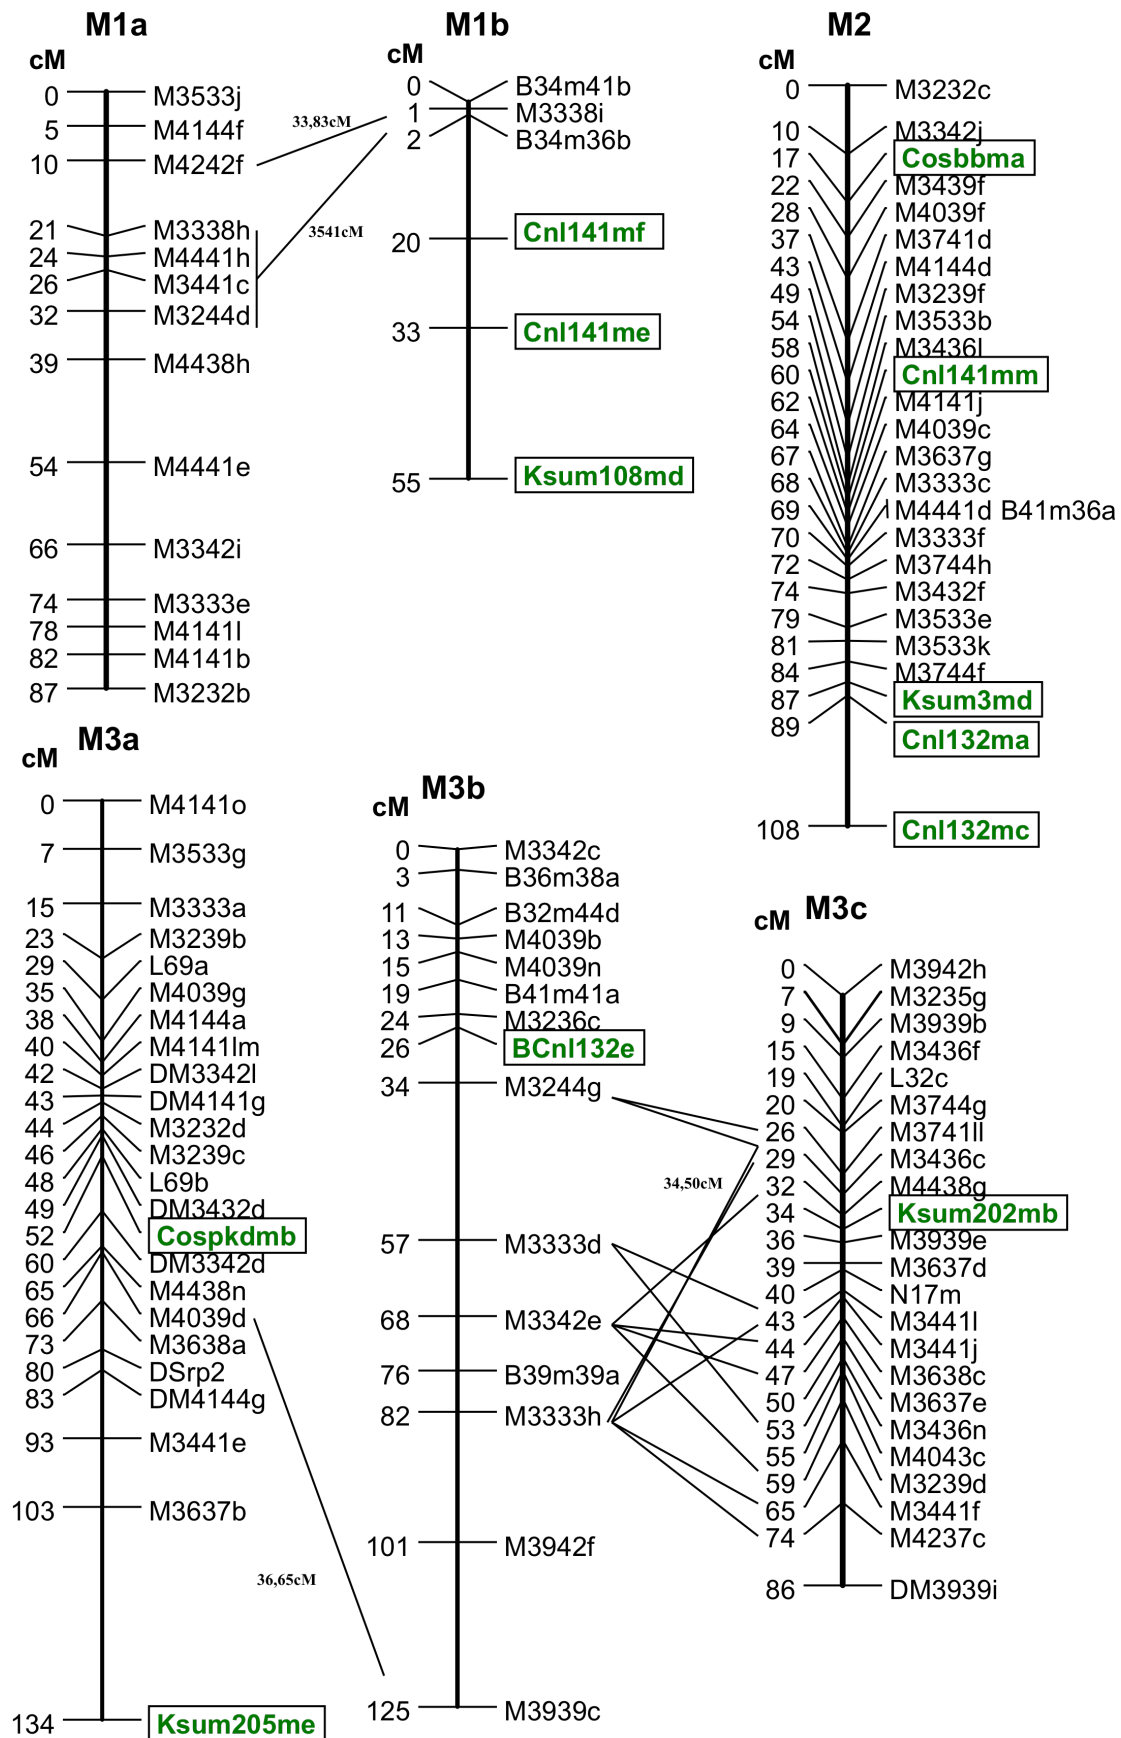 M1a
cM
0 M3533j
5 M4144f
10 M4242f
21 M3338h
24 M4441h
26 M3441c
32 M3244d
39 M4438h
54 M4441e
66 M3342i
74 M3333e
78 M4141l
82 M4141b
87 M3232b
33,83cM
3541cM
M1b
cM
0 B34m41b
1 M3338i
2 B34m36b
20 Cnl141mf
33 Cnl141me
55 Ksum108md
M2
cM
0 M3232c
10 M3342j
17 Cosbbma
22 M3439f
28 M4039f
37 M3741d
43 M4144d
49 M3239f
54 M3533b
58 M3436l
60 Cnl141mm
62 M4141j
64 M4039c
67 M3637g
68 M3333c
69 M4441d B41m36a
70 M3333f
72 M3744h
74 M3432f
79 M3533e
81 M3533k
84 M3744f
87 Ksum3md
89 Cnl132ma
108 Cnl132mc
M3a
cM
0 M4141o
7 M3533g
15 M3333a
23 M3239b
29 L69a
35 M4039g
38 M4144a
40 M4141lm
42 DM3342l
43 DM4141g
44 M3232d
46 M3239c
48 L69b
49 DM3432d
52 Cospkdmb
60 DM3342d
65 M4438n
66 M4039d
73 M3638a
80 DSrp2
83 DM4144g
93 M3441e
103 M3637b
134 Ksum205me
36,65cM
M3b
cM
0 M3342c
3 B36m38a
11 B32m44d
13 M4039b
15 M4039n
19 B41m41a
24 M3236c
26 BCnl132e
34 M3244g
57 M3333d
68 M3342e
76 B39m39a
82 M3333h
101 M3942f
125 M3939c
34,50cM
M3c
cM
0 M3942h
7 M3235g
9 M3939b
15 M3436f
19 L32c
20 M3744g
26 M3741ll
29 M3436c
32 M4438g
34 Ksum202mb
36 M3939e
39 M3637d
40 N17m
43 M3441l
44 M3441j
47 M3638c
50 M3637e
53 M3436n
55 M4043c
59 M3239d
65 M3441f
74 M4237c
86 DM3939i